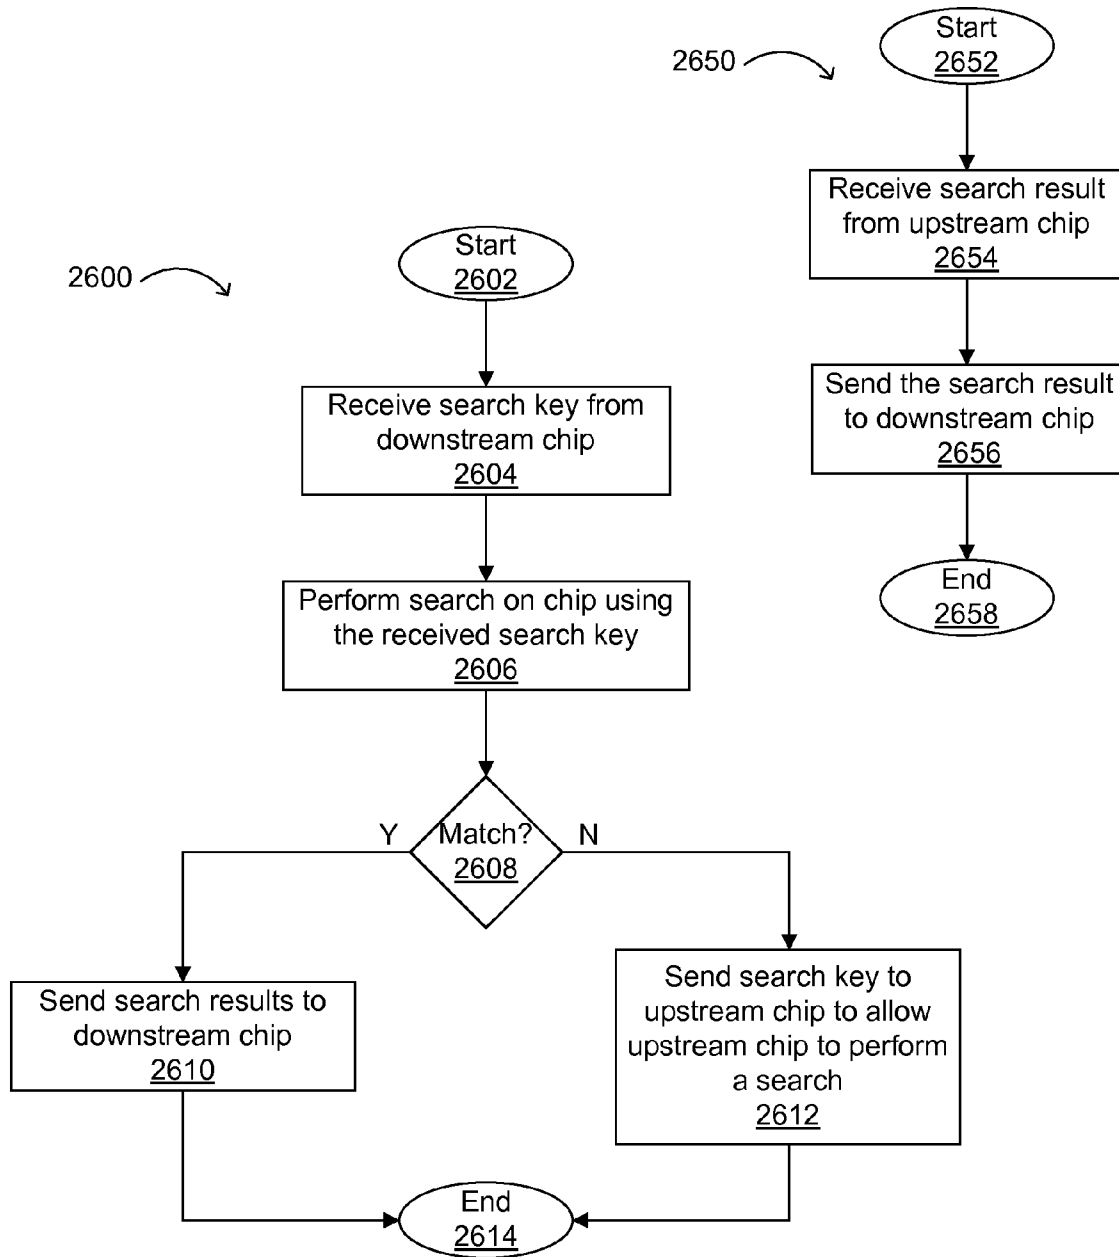 2600
Start
2602
Receive search key from
downstream chip
2604
Perform search on chip using
the received search key
2606
Match?
2608
Y
N
Send search results to
downstream chip
2610
Send search key to
upstream chip to allow
upstream chip to perform
a search
2612
End
2614
2650
Start
2652
Receive search result
from upstream chip
2654
Send the search result
to downstream chip
2656
End
2658